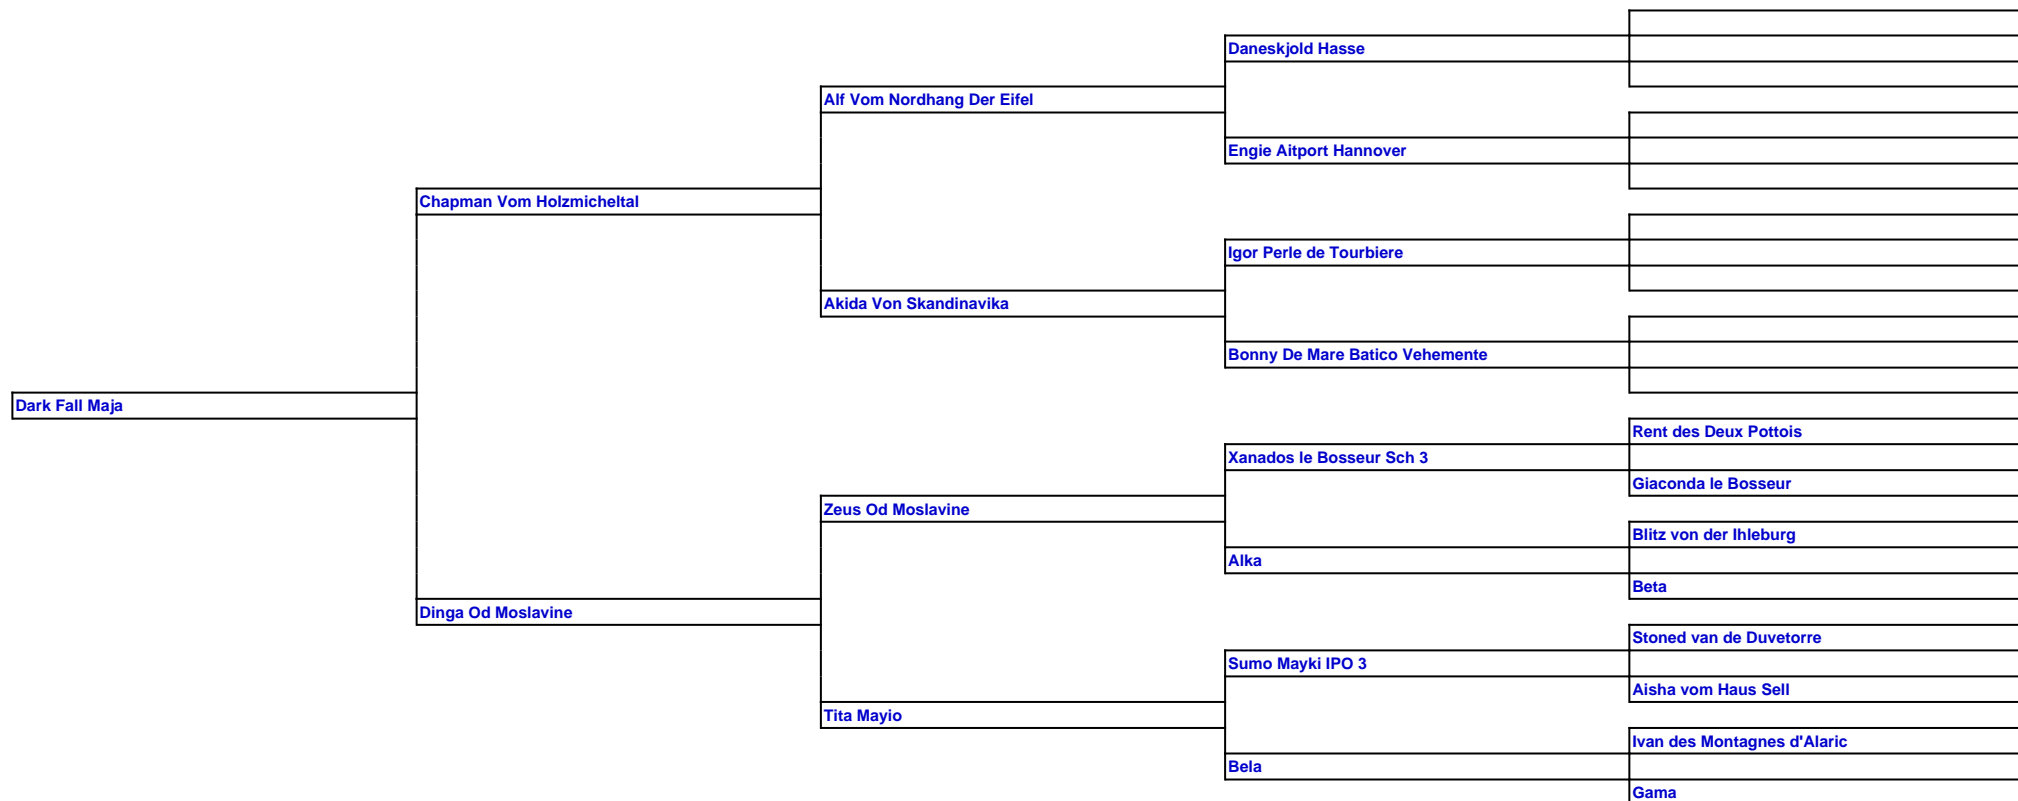 Daneskjold Hasse
Alf Vom Nordhang Der Eifel
Engie Aitport Hannover
Chapman Vom Holzmicheltal
Igor Perle de Tourbiere
Akida Von Skandinavika
Bonny De Mare Batico Vehemente
Dark Fall Maja
Rent des Deux Pottois
Xanados le Bosseur Sch 3
Giaconda le Bosseur
Zeus Od Moslavine
Blitz von der Ihleburg
Alka
Beta
Dinga Od Moslavine
Stoned van de Duvetorre
Sumo Mayki IPO 3
Aisha vom Haus Sell
Tita Mayio
Ivan des Montagnes d'Alaric
Bela
Gama